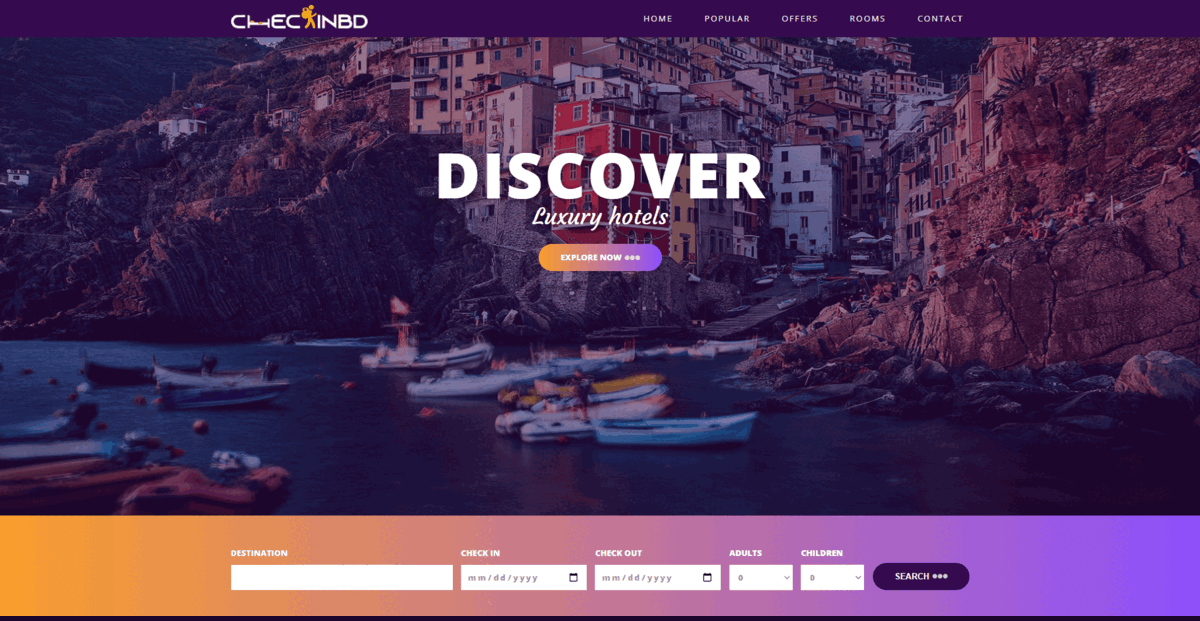 CHECKINBD
HOME POPULAR OFFERS ROOMS CONTACT
DISCOVER
Luxury hotels
EXPLORE NOW
DESTINATION CHECK IN CHECK OUT ADULTS CHILDREN
mm/dd/yyyy mm/dd/yyyy 0 0 SEARCH